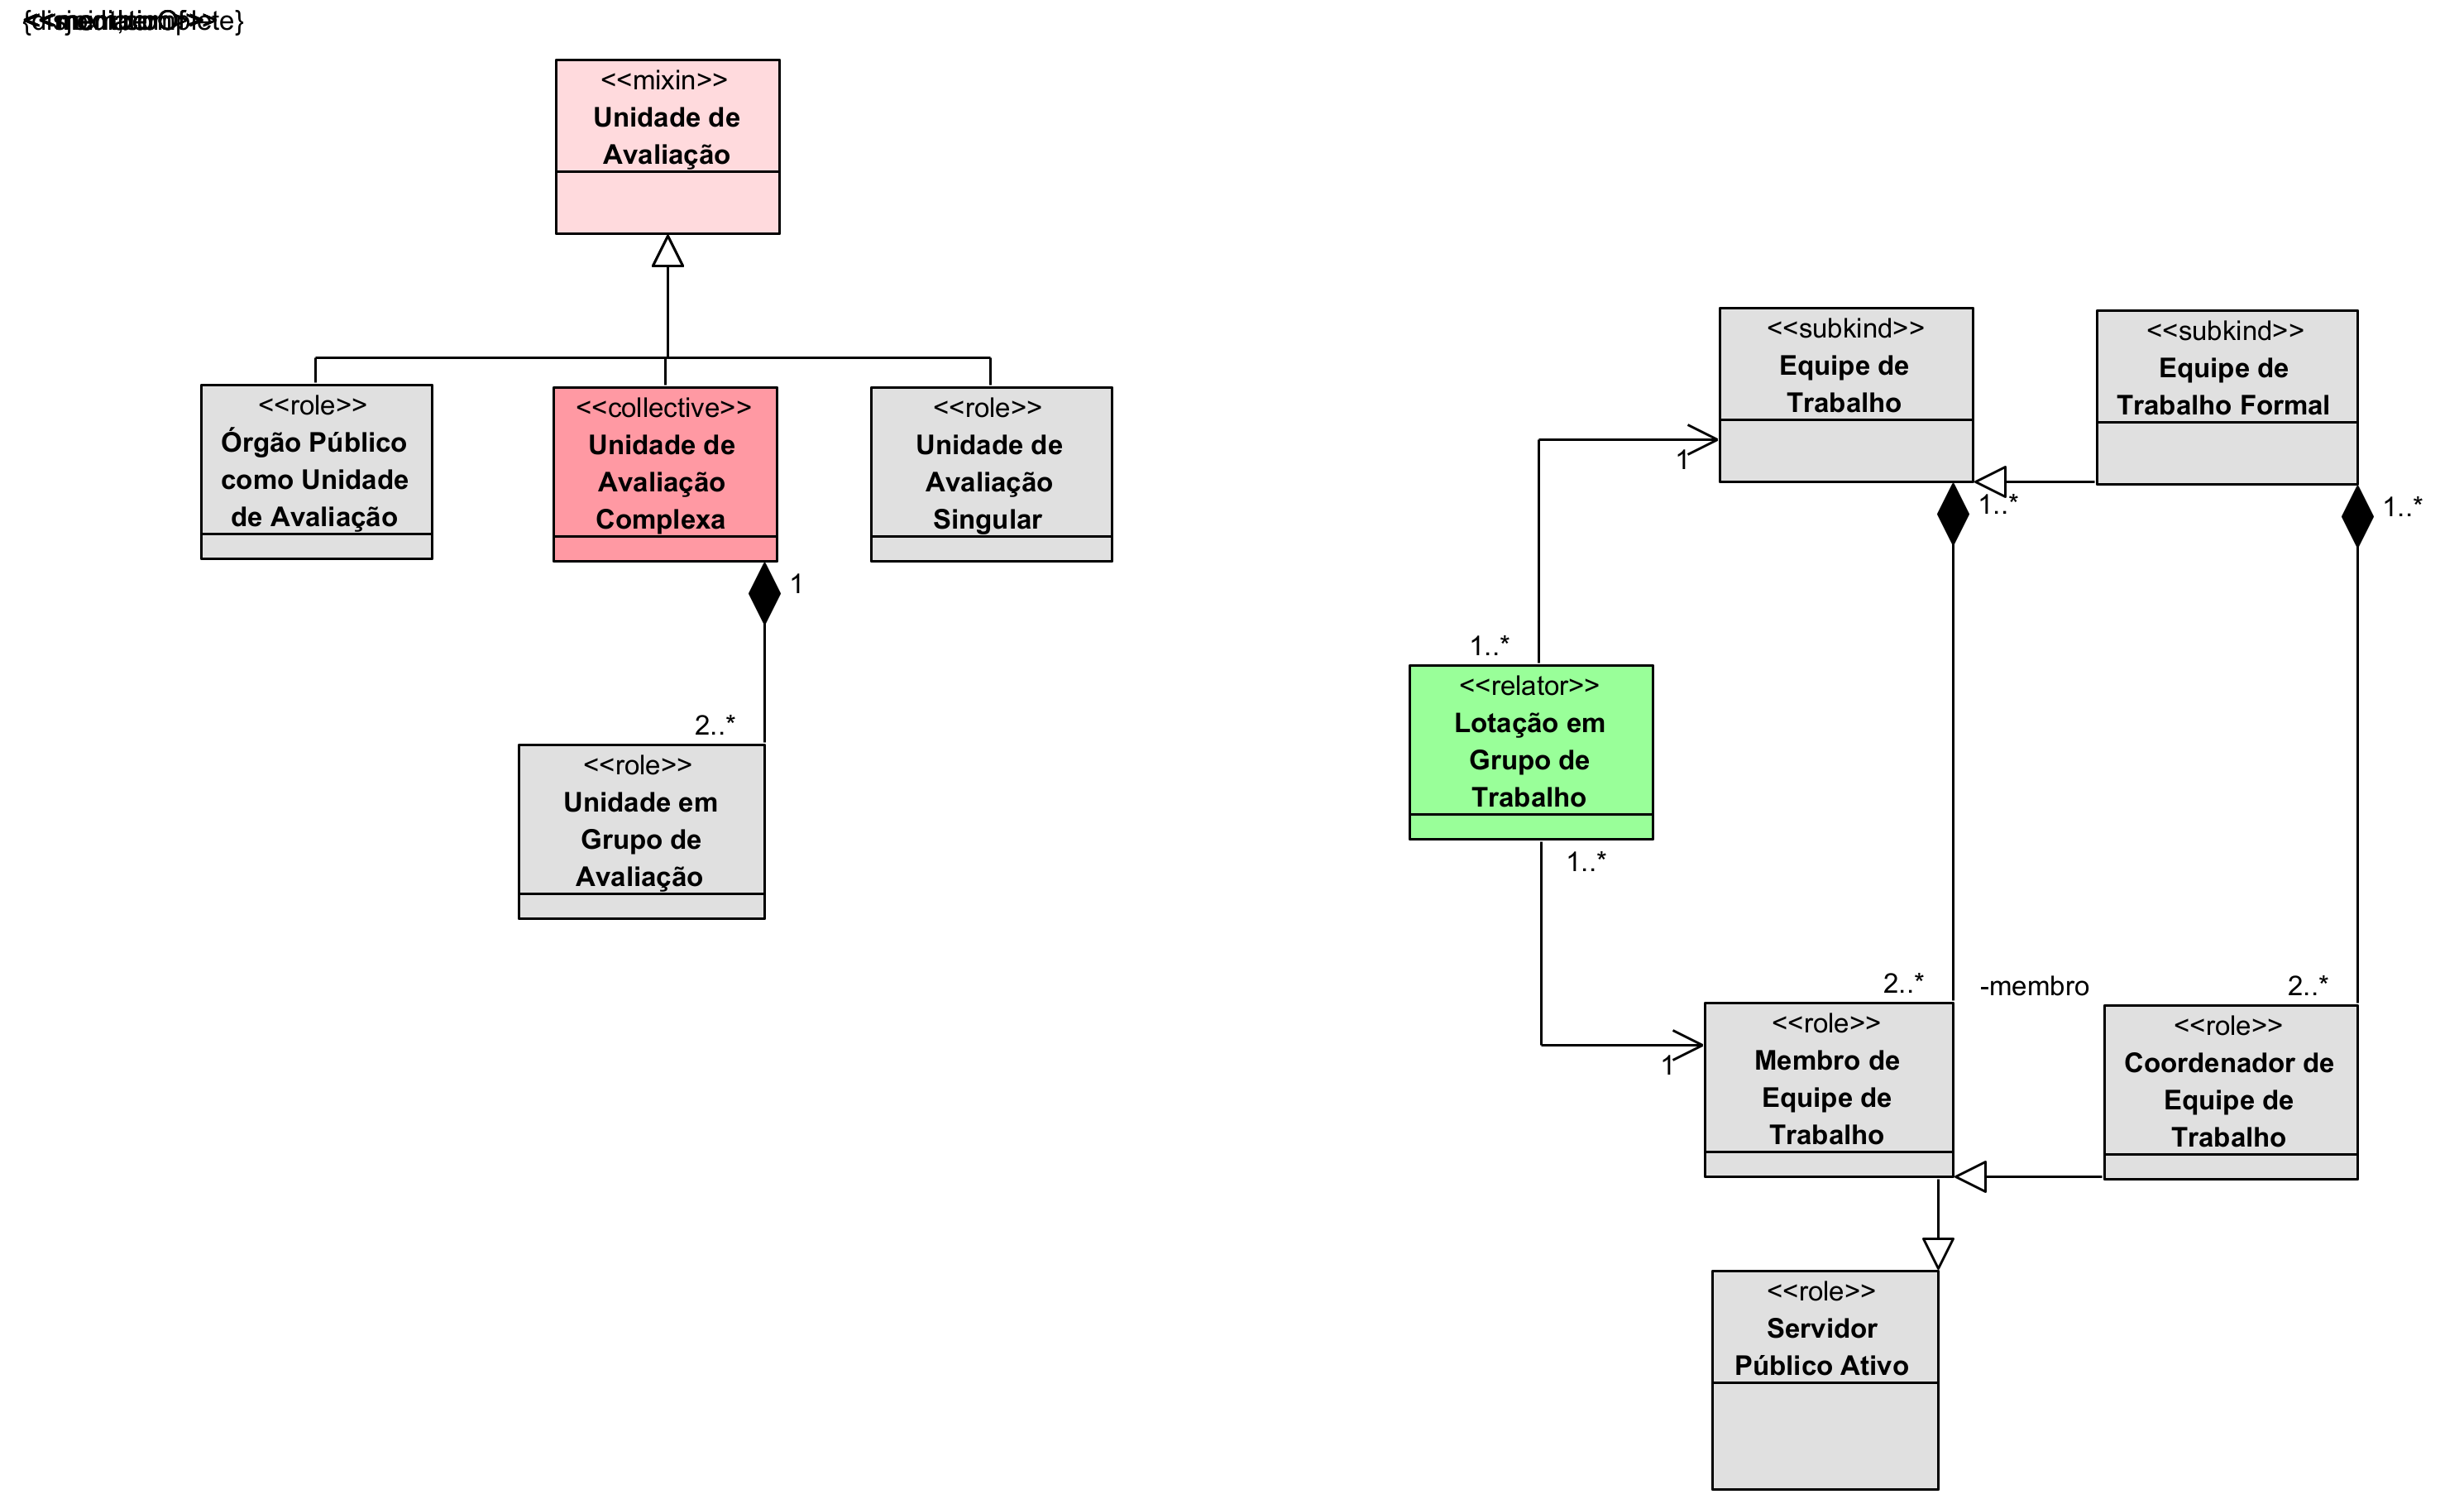 <<mixin>>
Unidade de
Avaliação
<<role>>
Órgão Público
como Unidade
de Avaliação
<<collective>>
Unidade de
Avaliação
Complexa
<<role>>
Unidade de
Avaliação
Singular
1
2..*
<<role>>
Unidade em
Grupo de
Avaliação
<<subkind>>
Equipe de
Trabalho
<<subkind>>
Equipe de
Trabalho Formal
1
1..*
1..*
1..*
<<relator>>
Lotação em
Grupo de
Trabalho
1..*
1
2..*
-membro
2..*
<<role>>
Membro de
Equipe de
Trabalho
<<role>>
Coordenador de
Equipe de
Trabalho
<<role>>
Servidor
Público Ativo